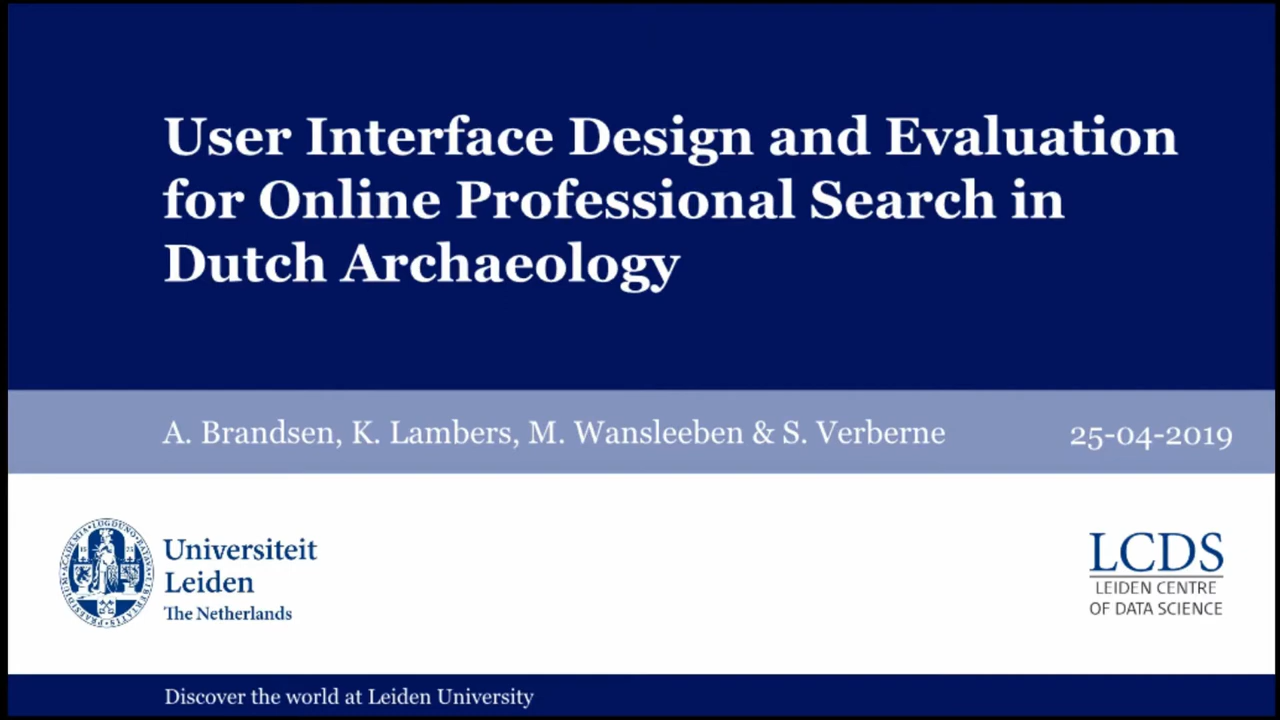 User Interface Design and Evaluation
for Online Professional Search in
Dutch Archaeology
A. Brandsen, K. Lambers, M. Wansleeben & S. Verberne
25-04-2019
Universiteit
Leiden
The Netherlands
LCDS
LEIDEN CENTRE
OF DATA SCIENCE
Discover the world at Leiden University